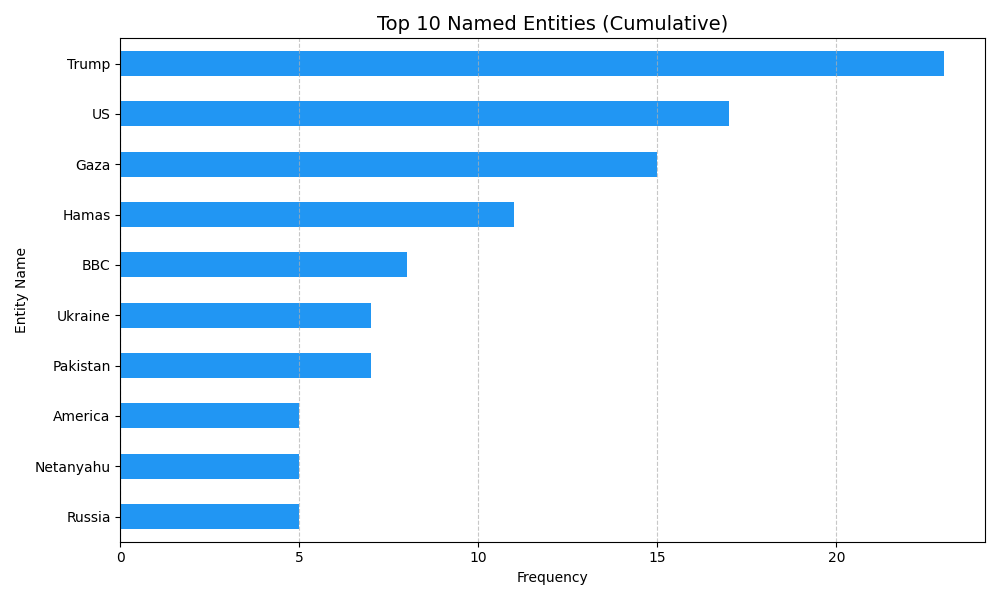 Top 10 Named Entities (Cumulative)
Entity Name
Trump
US
Gaza
Hamas
BBC
Ukraine
Pakistan
America
Netanyahu
Russia
0 5 10 15 20
Frequency